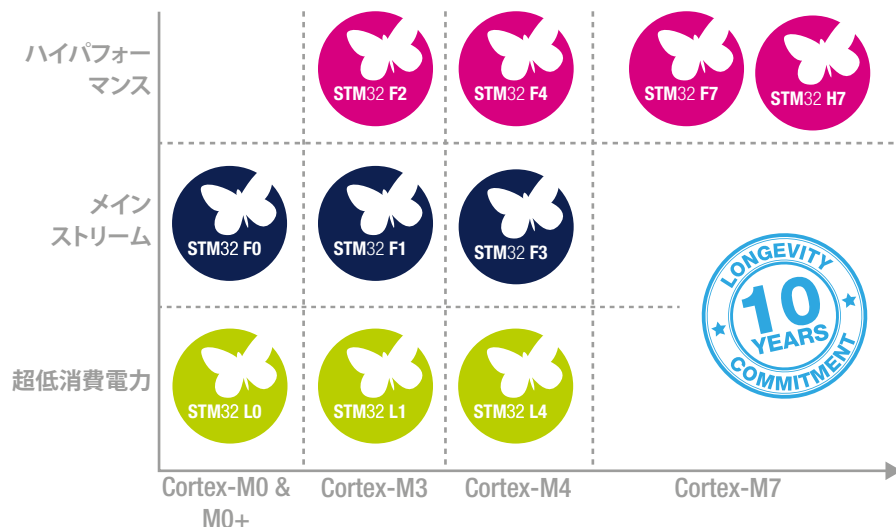 ハイパフォー
マンス
STM32 F2
STM32 F4
STM32 F7
STM32 H7
メイン
ストリーム
STM32 F0
STM32 F1
STM32 F3
LONGEVITY
10
YEARS
COMMITMENT
超低消費電力
STM32 L0
STM32 L1
STM32 L4
Cortex-M0 &
M0+
Cortex-M3
Cortex-M4
Cortex-M7